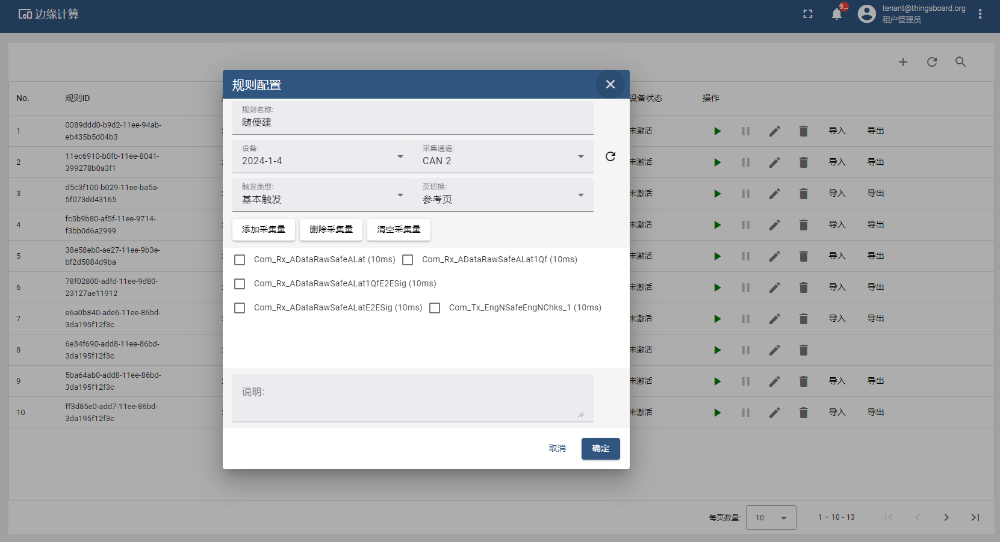 边缘计算
9...
tenant@thingsboard.org
租户管理员
No.
规则ID
设备状态
操作
1
0089ddd0-b9d2-11ee-94ab-
eb435b5d04b3
未激活
导入
导出
2
11ec6910-b0fb-11ee-8041-
399278b0a3f1
未激活
导入
导出
3
d5c3f100-b029-11ee-ba5a-
5f073dd43165
未激活
导入
导出
4
fc5b9b80-af5f-11ee-9714-
f3bb0d6a2999
未激活
导入
导出
5
38e58eb0-ae27-11ee-9b3e-
bf2d5084d9ba
未激活
导入
导出
6
78f02800-adfd-11ee-9d80-
23127ae11912
未激活
导入
导出
7
e6a0b840-ade6-11ee-86bd-
3da195f12f3c
未激活
导入
导出
8
6e34f690-add8-11ee-86bd-
3da195f12f3c
未激活
9
5ba64ab0-add8-11ee-86bd-
3da195f12f3c
未激活
导入
导出
10
ff3d85e0-add7-11ee-86bd-
3da195f12f3c
未激活
导入
导出
规则配置
规则名称:
随便建
设备:
2024-1-4
采集通道:
CAN 2
触发类型:
基本触发
页切换:
参考页
添加采集量
删除采集量
清空采集量
Com_Rx_ADataRawSafeALat (10ms)
Com_Rx_ADataRawSafeALat1Qf (10ms)
Com_Rx_ADataRawSafeALat1QfE2ESig (10ms)
Com_Rx_ADataRawSafeALatE2ESig (10ms)
Com_Tx_EngNSafeEngNChks_1 (10ms)
说明:
取消
确定
每页数量:
10
1 – 10 - 13